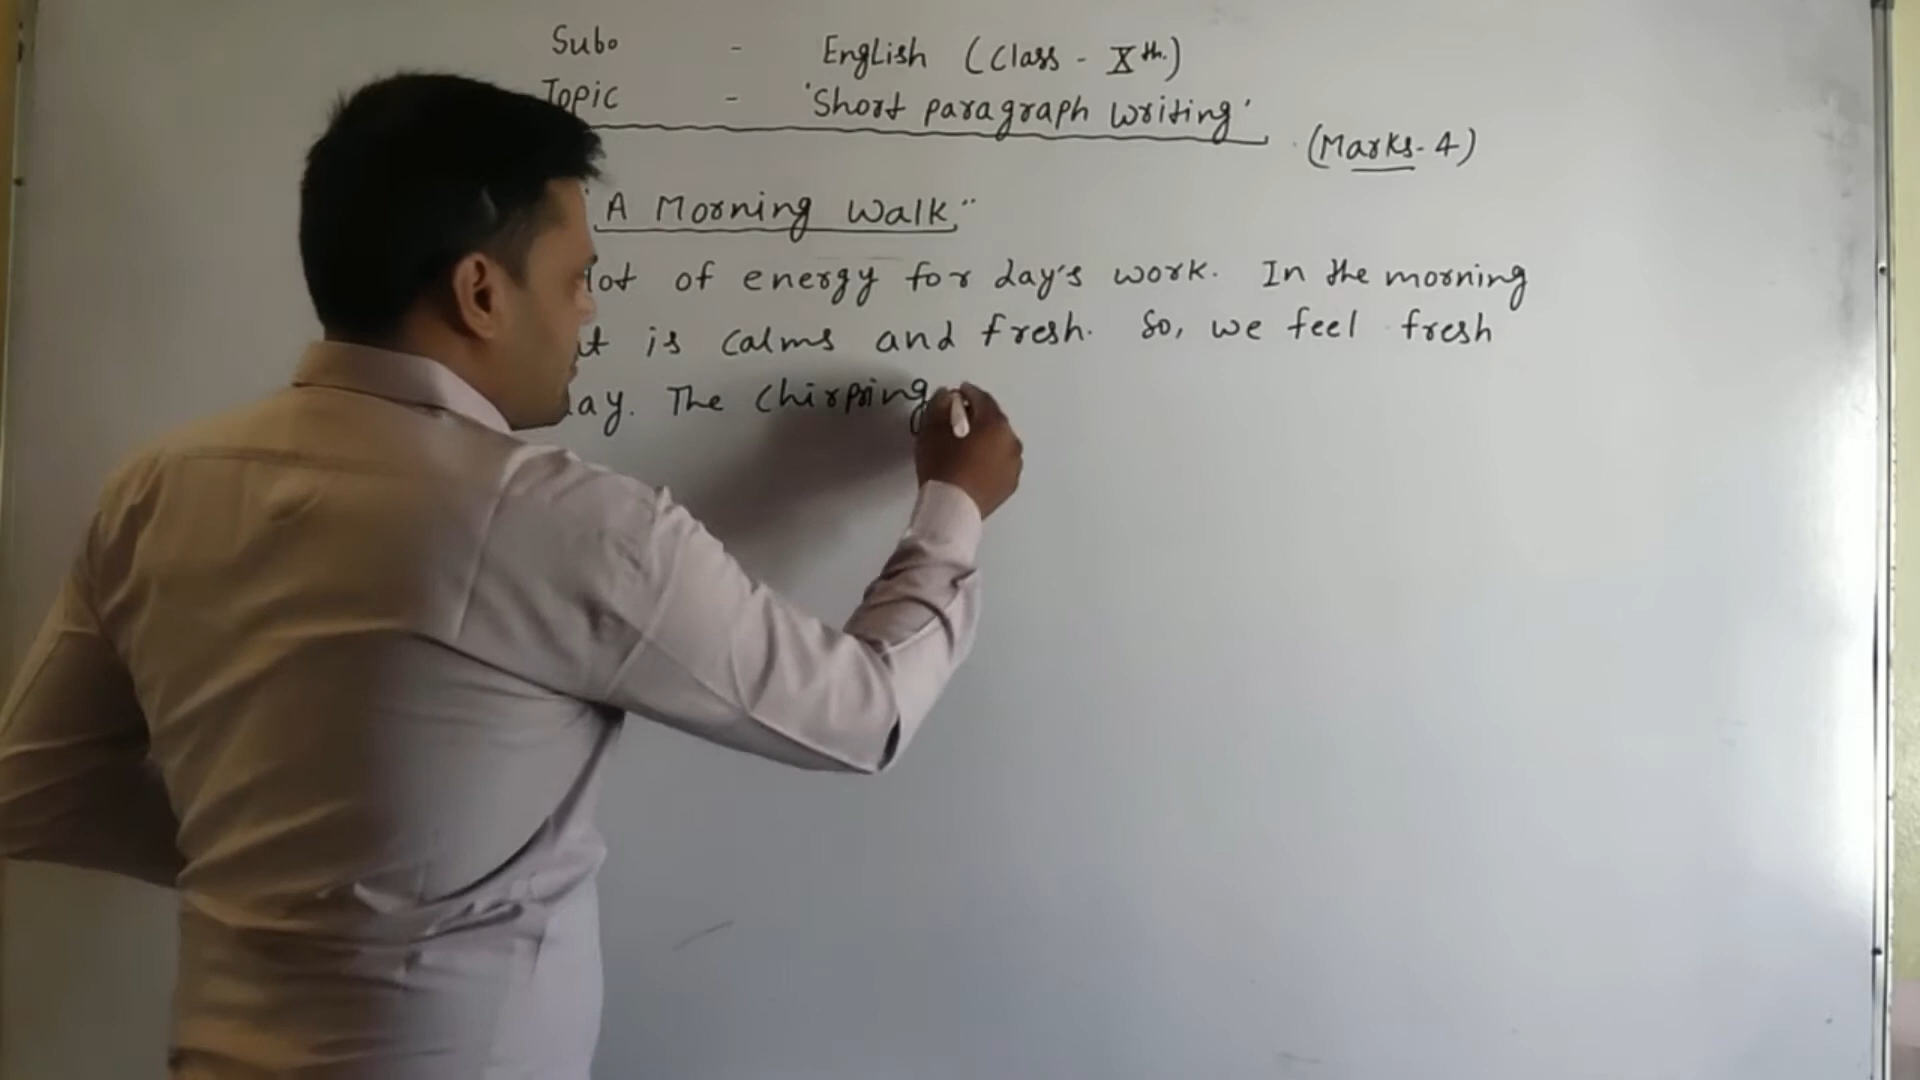 Sub. - English (Class - Xth.)
Topic - 'Short paragraph writing'
(Marks - 4)
"A Morning Walk"
lot of energy for day's work. In the morning
is calms and fresh. So, we feel fresh
day. The chirping